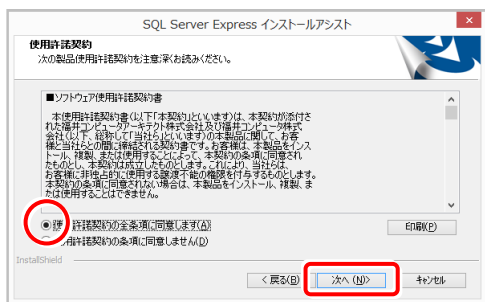 SQL Server Express インストールアシスト
使用許諾契約
次の製品使用許諾契約を注意深くお読みください。
■ソフトウェア使用許諾契約書
本使用許諾契約書(以下「本契約」といいます)は、本契約が添付さ
れた福井コンピュータアーキテクト株式会社及び福井コンピュータ株式
会社(以下、総称して「当社ら」といいます)の本製品に関して、お客
様と当社らとの間に締結される契約書です。お客様は、本製品をインス
トール、複製、または使用することによって、本契約の条項に同意され
たものとし、本契約は成立したものとします。これにより、当社らは、
お客様に非独占的に使用する譲渡不能の権限を付与するものとします。
本契約の条項に同意されない場合は、本製品をインストール、複製、ま
たは使用することはできません。
使用許諾契約の全条項に同意します(A)
使用許諾契約の条項に同意しません(D)
印刷(P)
InstallShield
< 戻る(B)
次へ (N)>
キャンセル